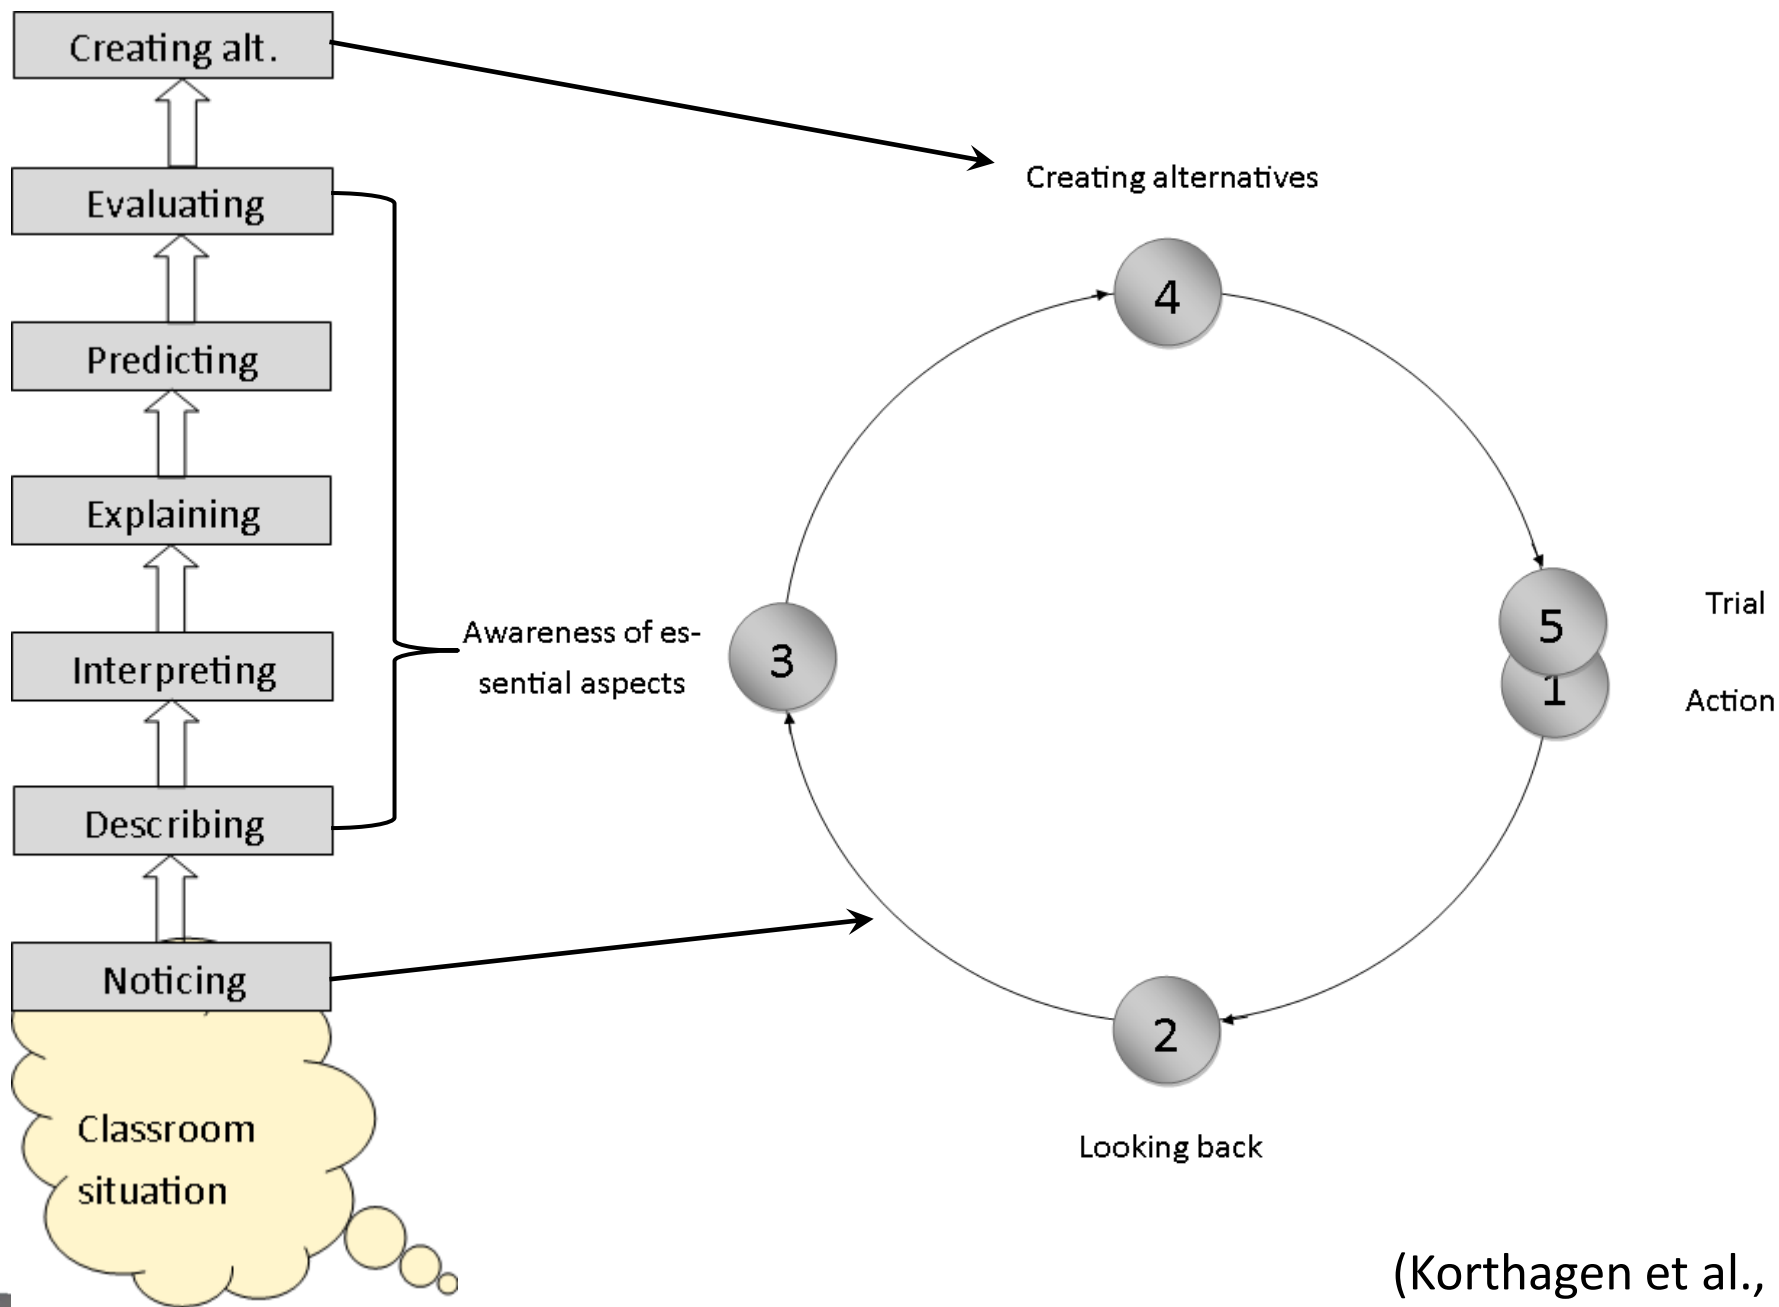 Creating alt.
Evaluating
Predicting
Explaining
Interpreting
Describing
Noticing
Classroom
situation
Awareness of es-
sential aspects
Creating alternatives
4
3
5
1
2
Trial
Action
Looking back
(Korthagen et al.,